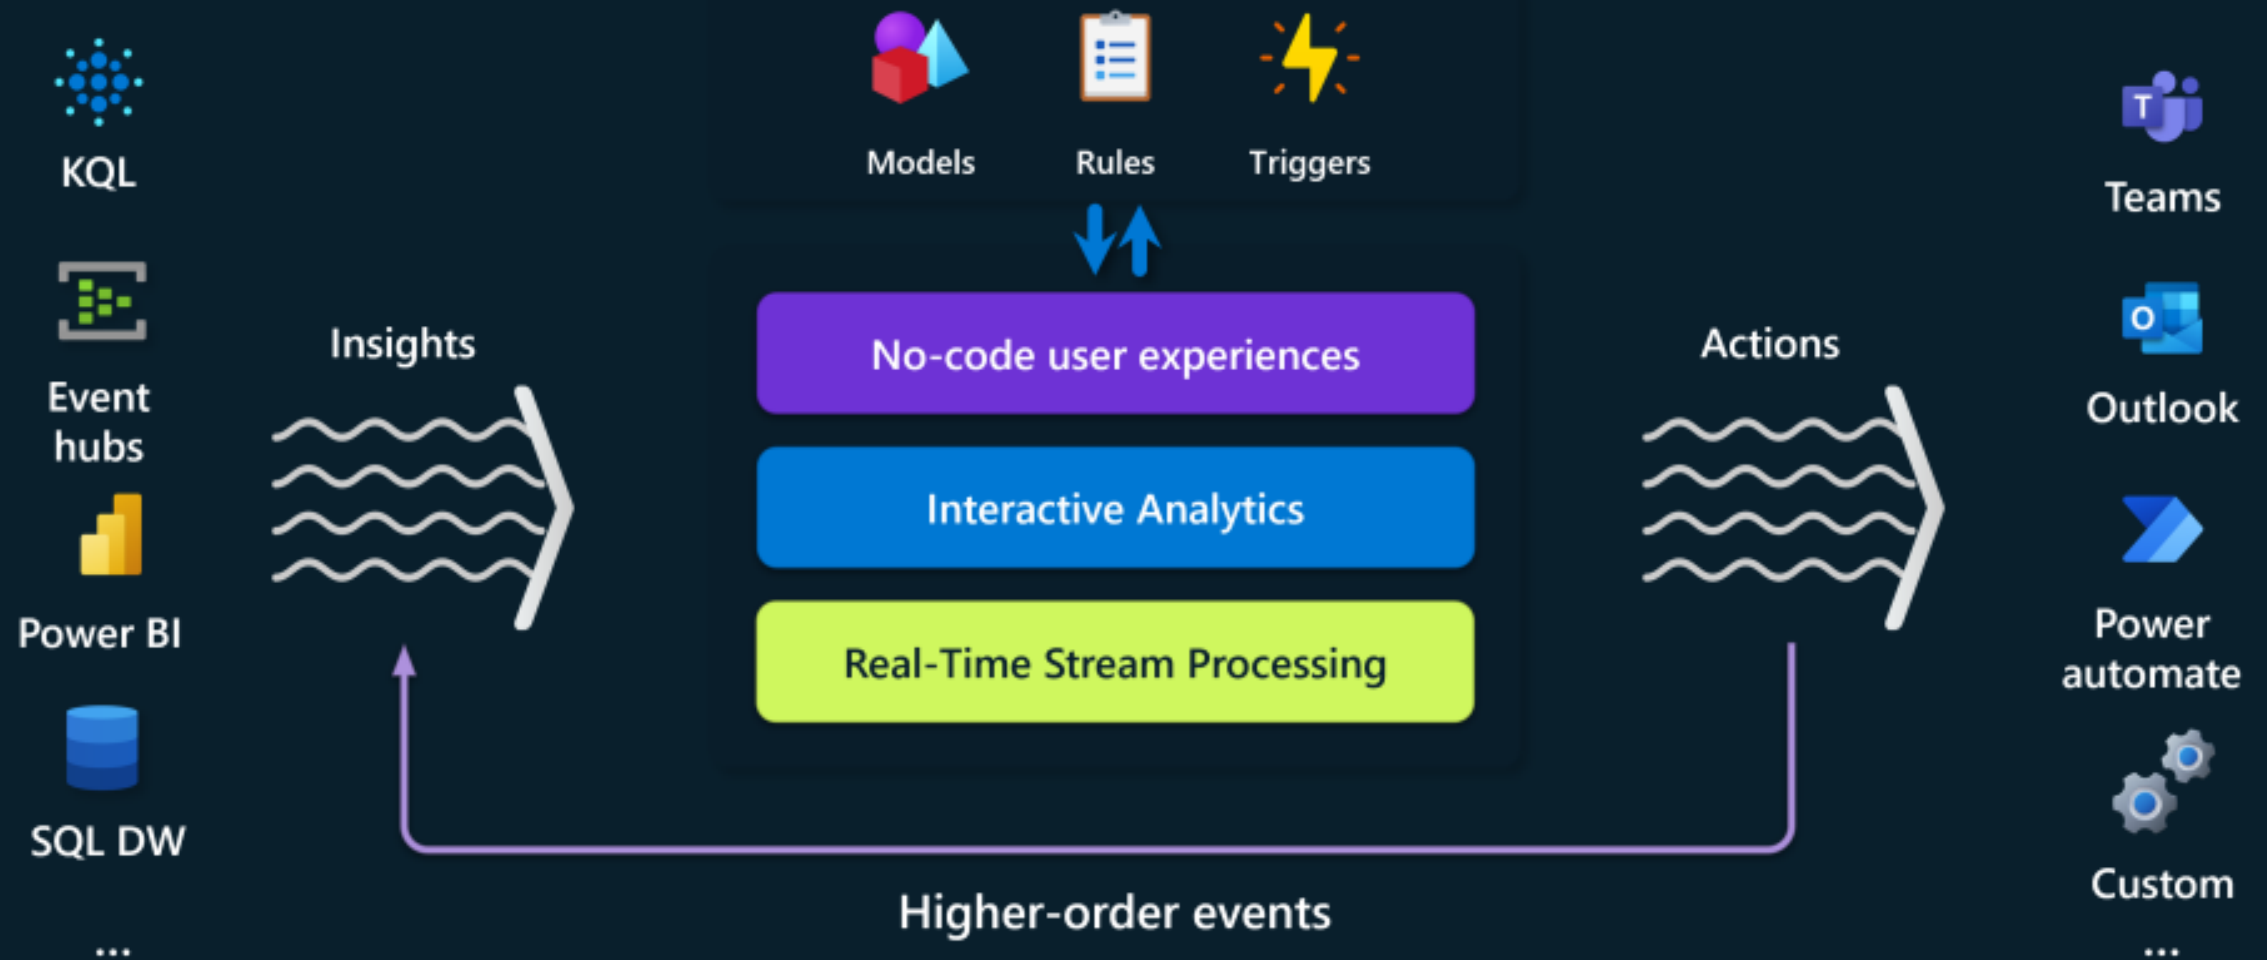 KQL
Event
hubs
Power BI
SQL DW
...
Insights
Models
Rules
Triggers
No-code user experiences
Interactive Analytics
Real-Time Stream Processing
Higher-order events
Actions
T
Teams
O
Outlook
Power
automate
Custom
...